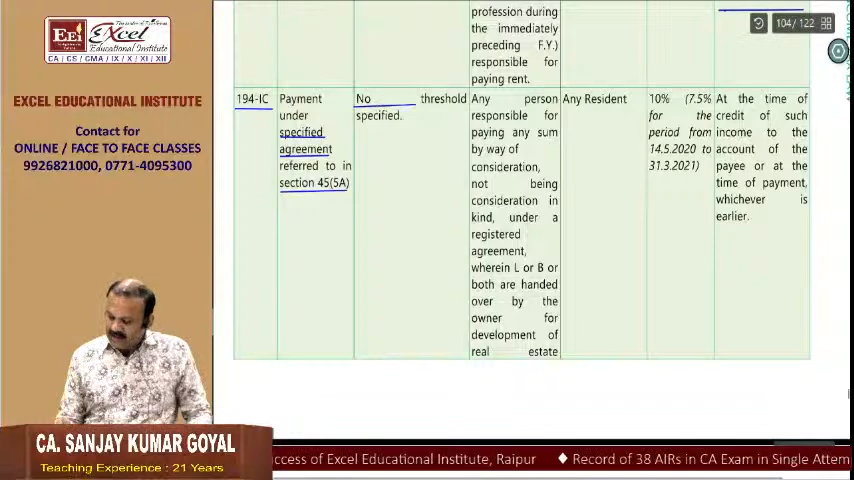 EEi
Excel
Educational Institute
CA / CS / CMA / IX / X / XI / XII
EXCEL EDUCATIONAL INSTITUTE
Contact for
ONLINE / FACE TO FACE CLASSES
9926821000, 0771-4095300
profession during
the immediately
preceding F.Y.)
responsible for
paying rent.
104 / 122
194-IC
Payment
under
specified
agreement
referred to in
section 45(5A)
No threshold
specified.
Any person
responsible for
paying any sum
by way of
consideration,
not being
consideration in
kind, under a
registered
agreement,
wherein L or B or
both are handed
over by the
owner for
development of
real estate
Any Resident
10% (7.5%
for the
period from
14.5.2020 to
31.3.2021)
At the time of
credit of such
income to the
account of the
payee or at the
time of payment,
whichever is
earlier.
CA. SANJAY KUMAR GOYAL
Teaching Experience : 21 Years
ccess of Excel Educational Institute, Raipur ◆ Record of 38 AIRs in CA Exam in Single Attem